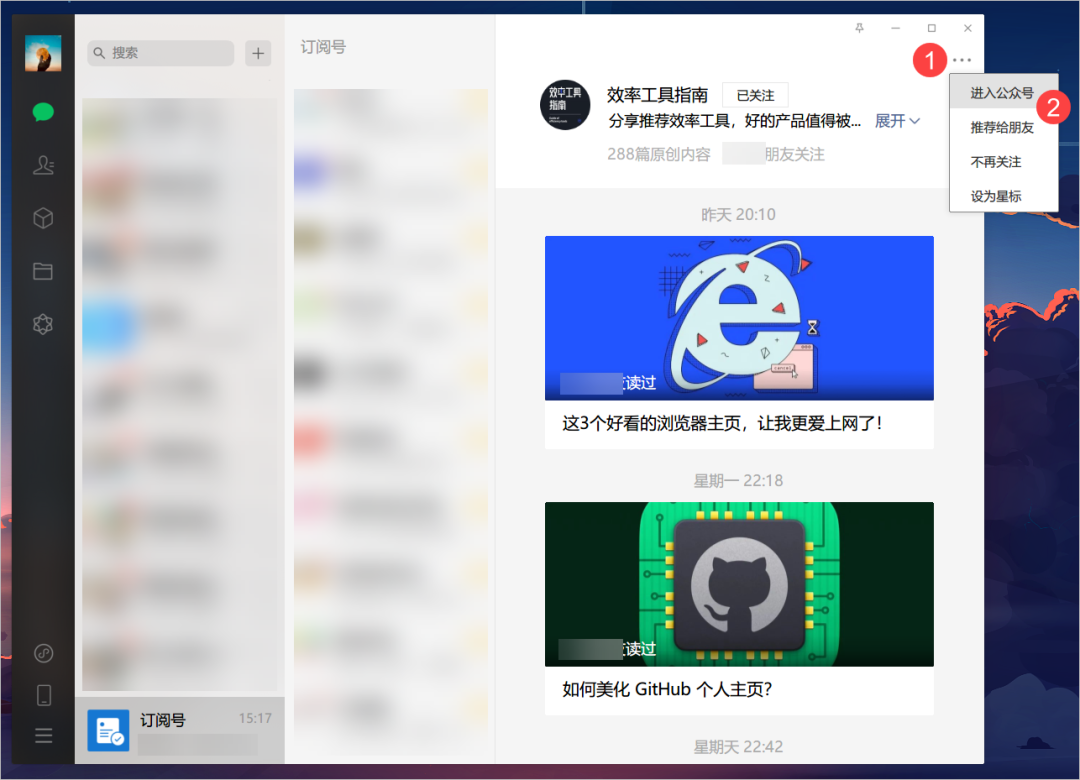 搜索
订阅号
1
效率工具指南
已关注
分享推荐效率工具，好的产品值得被...
展开
288篇原创内容
朋友关注
进入公众号
2
推荐给朋友
不再关注
设为星标
昨天 20:10
cancel
读过
这3个好看的浏览器主页，让我更爱上网了！
星期一 22:18
读过
如何美化 GitHub 个人主页？
星期天 22:42
订阅号
15:17